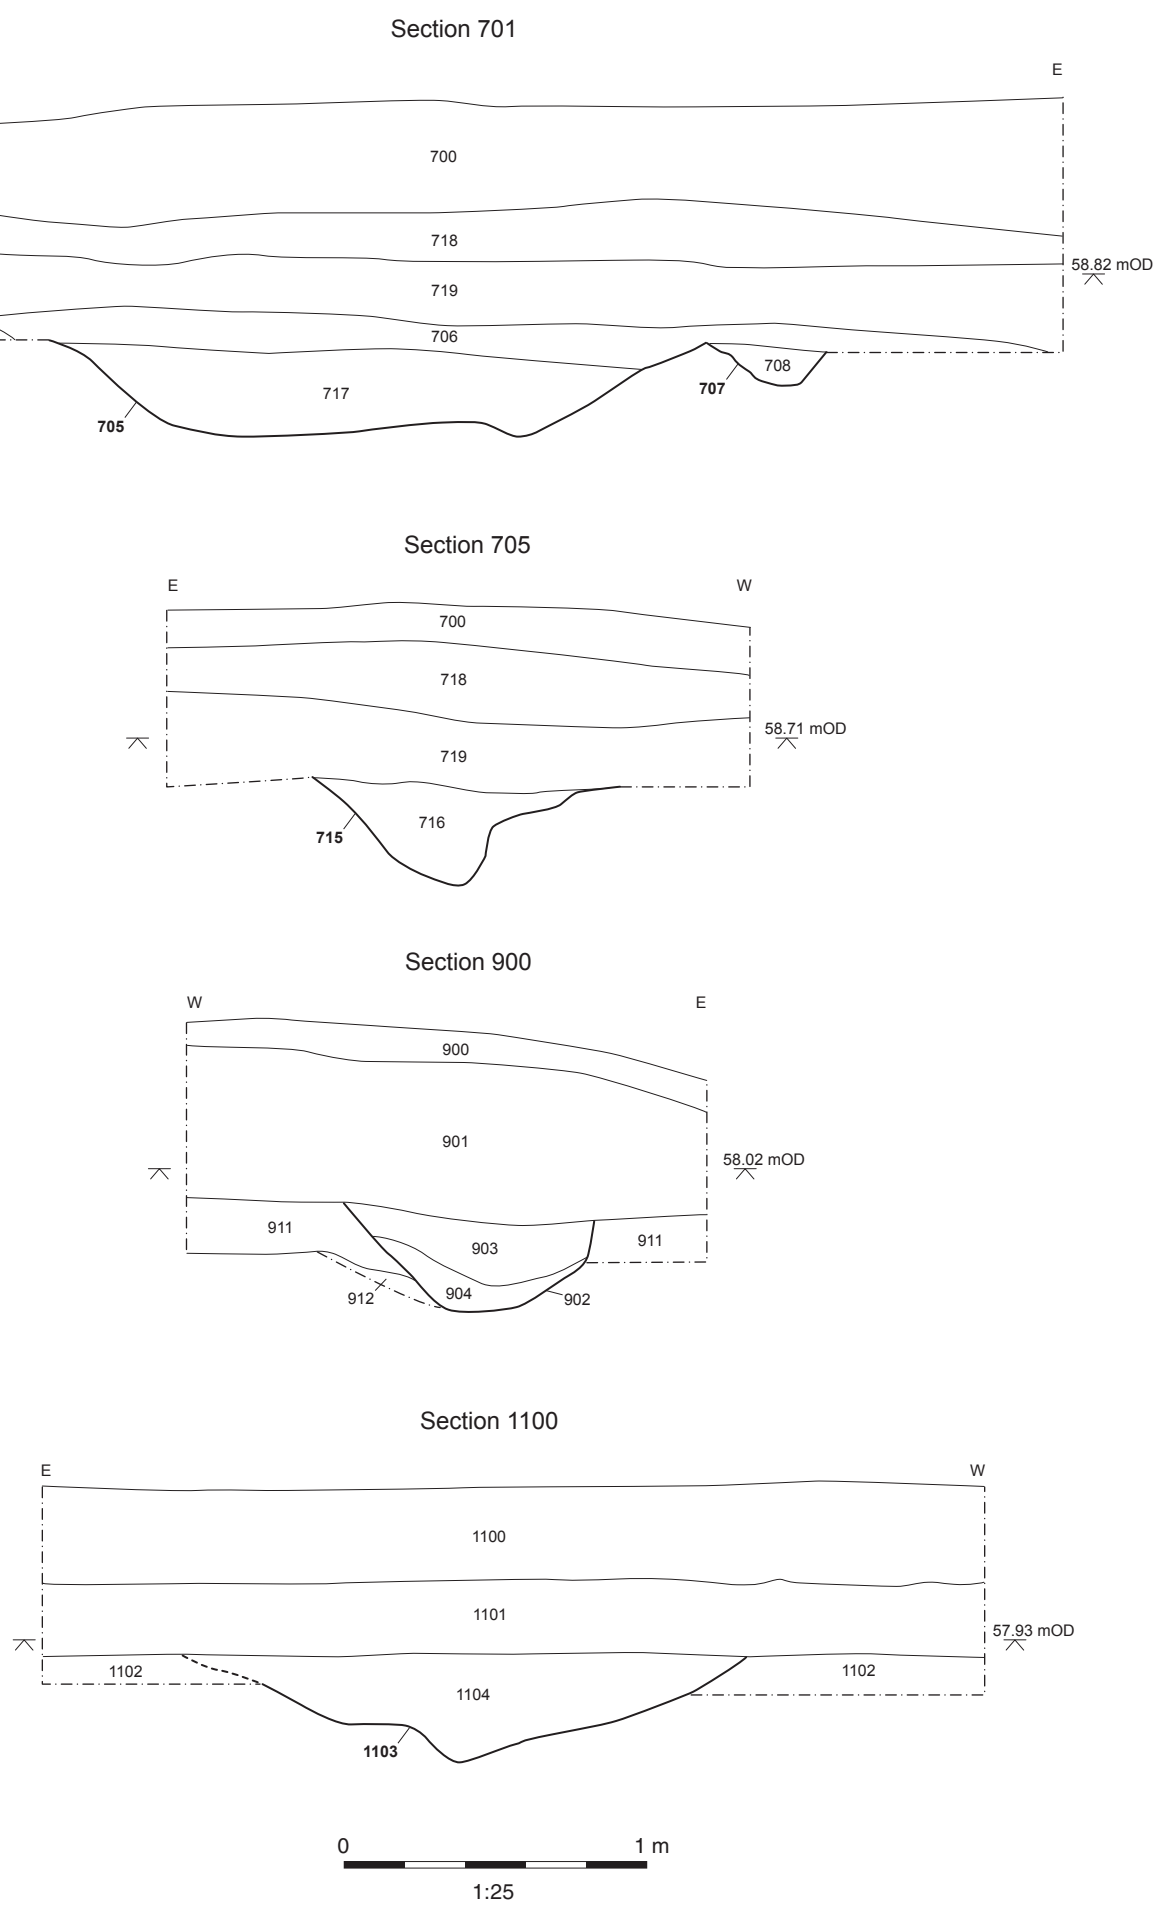 Section 701
E
700
718
58.82 mOD
719
706
708
717
707
705
Section 705
E W
700
718
58.71 mOD
719
716
715
Section 900
W E
900
901
58.02 mOD
911 903 911
912 904 902
Section 1100
E W
1100
1101
57.93 mOD
1102 1102
1104
1103
0 1 m
1:25